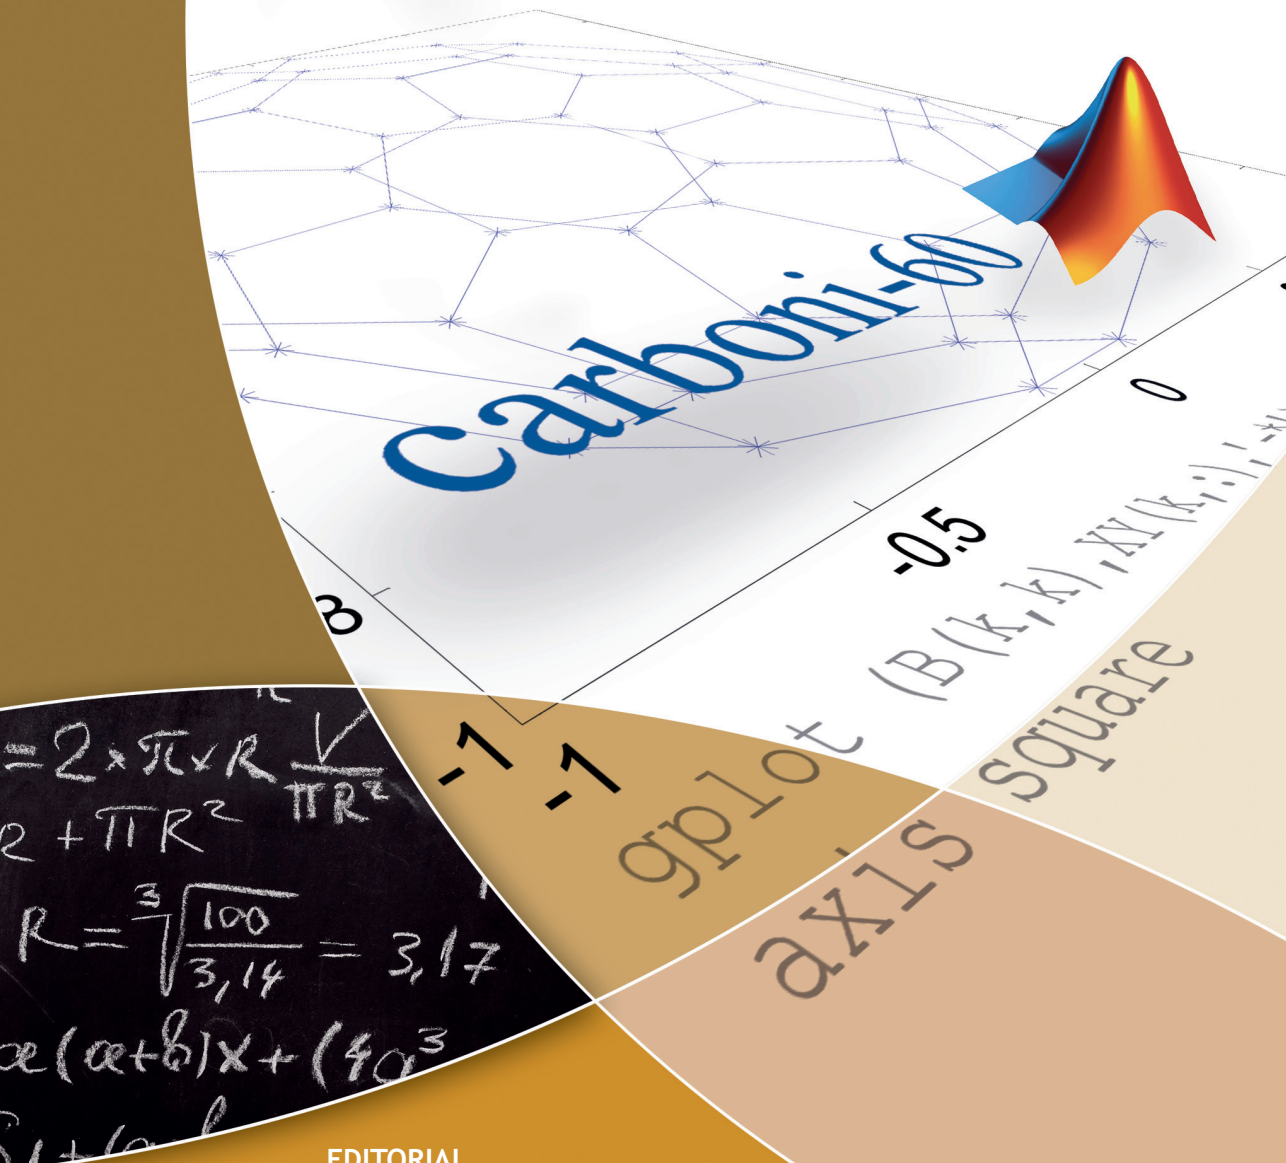 Carboni-60
0
-0.5
-1
-1
gplot (B(k,k),XY(k,:),'-*
axis square
=2×π×R V/πR²
+πR²
R=³√100/3,14 = 3,17
(a+b)x+(4a³
EDITORIAL